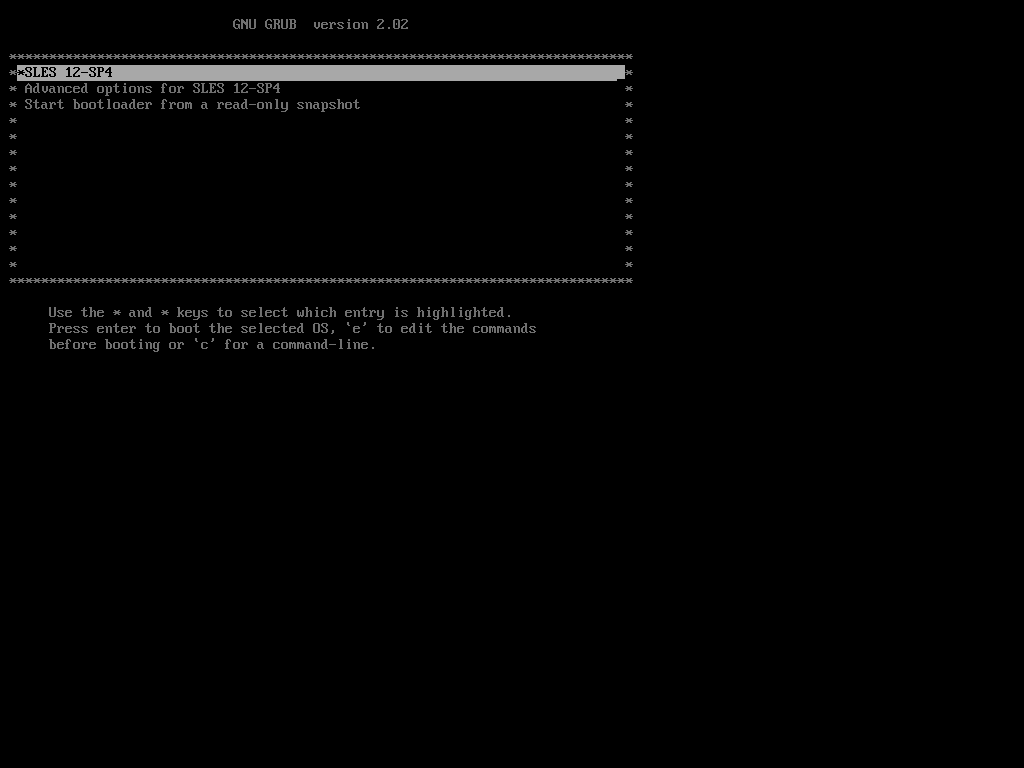 GNU GRUB  version 2.02
******************************************************************************
**SLES 12-SP4 *
* Advanced options for SLES 12-SP4 *
* Start bootloader from a read-only snapshot *
* *
* *
* *
* *
* *
* *
* *
* *
* *
* *
******************************************************************************
Use the * and * keys to select which entry is highlighted.
Press enter to boot the selected OS, `e' to edit the commands
before booting or `c' for a command-line.